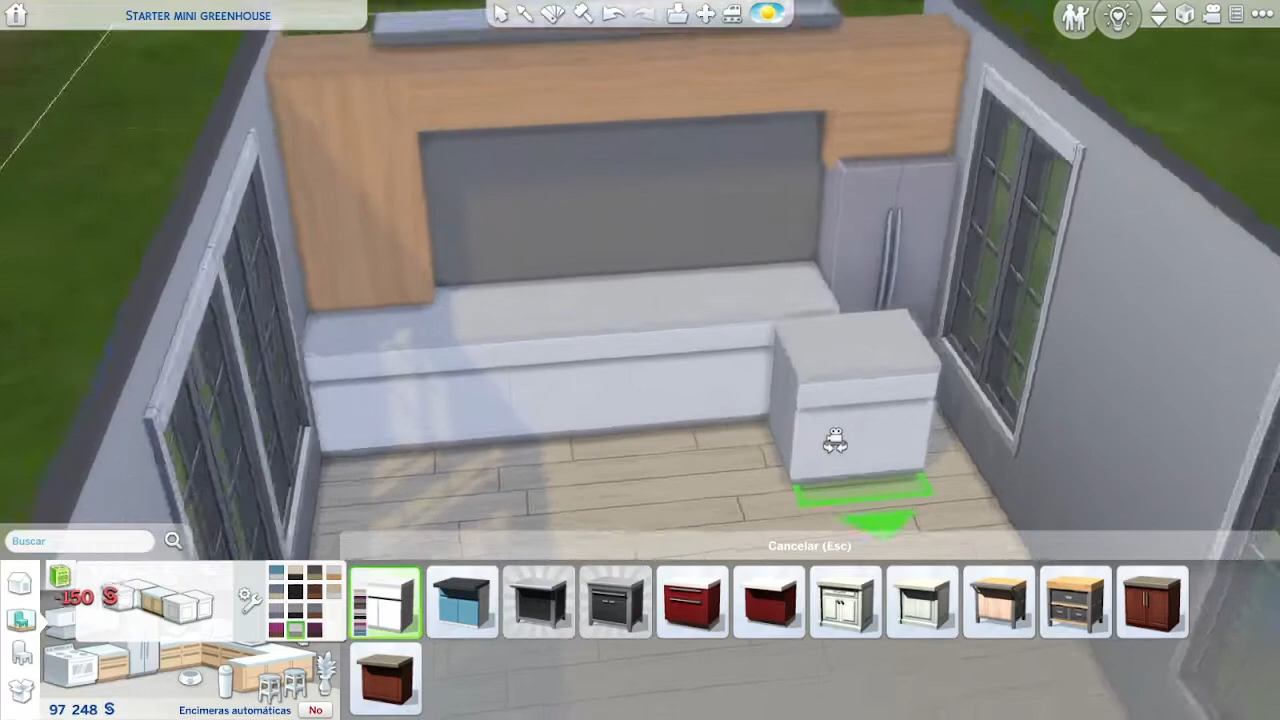 STARTER MINI GREENHOUSE
Cancelar (Esc)
Buscar
-150 $
97 248 $
Encimeras automáticas No